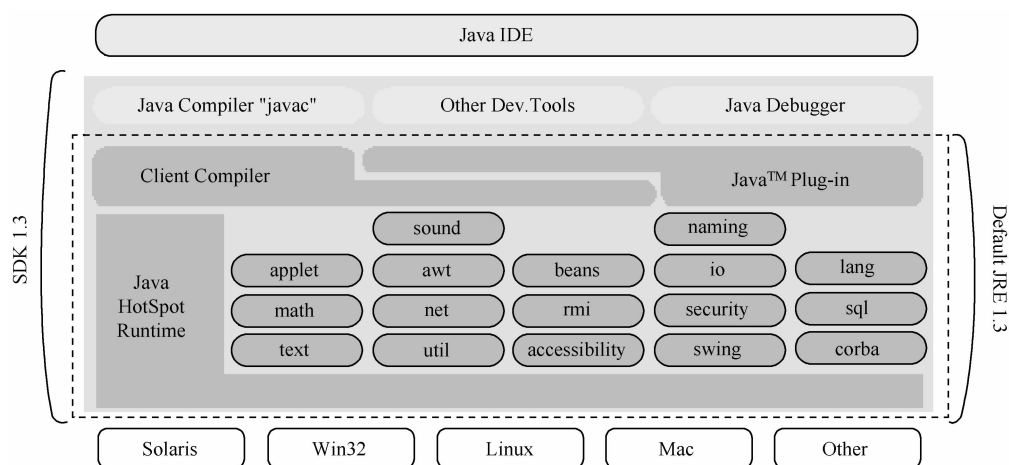 Java IDE
Java Compiler "javac"
Other Dev.Tools
Java Debugger
Client Compiler
Java™ Plug-in
SDK 1.3
Default JRE 1.3
Java
HotSpot
Runtime
sound
naming
applet
awt
beans
io
lang
math
net
rmi
security
sql
text
util
accessibility
swing
corba
Solaris
Win32
Linux
Mac
Other